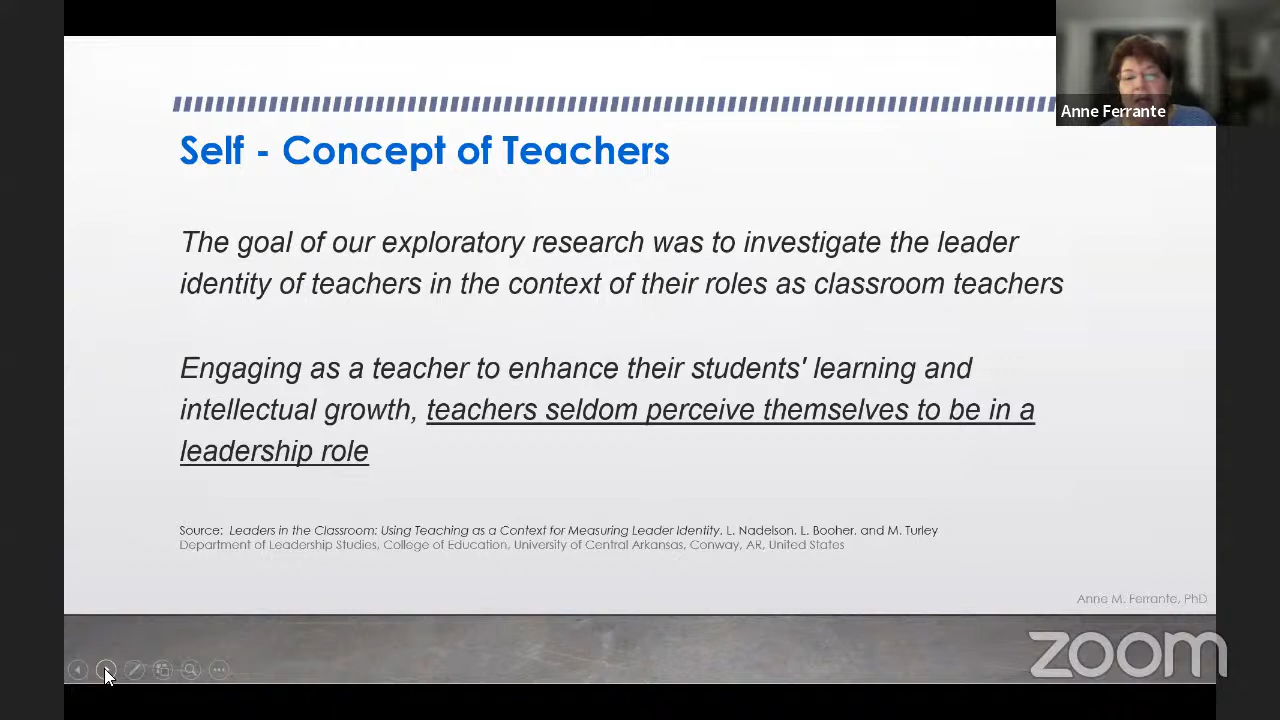 Anne Ferrante
Self - Concept of Teachers
The goal of our exploratory research was to investigate the leader
identity of teachers in the context of their roles as classroom teachers
Engaging as a teacher to enhance their students' learning and
intellectual growth, teachers seldom perceive themselves to be in a
leadership role
Source: Leaders in the Classroom: Using Teaching as a Context for Measuring Leader Identity. L. Nadelson, L. Booher, and M. Turley
Department of Leadership Studies, College of Education, University of Central Arkansas, Conway, AR, United States
Anne M. Ferrante, PhD
zoom